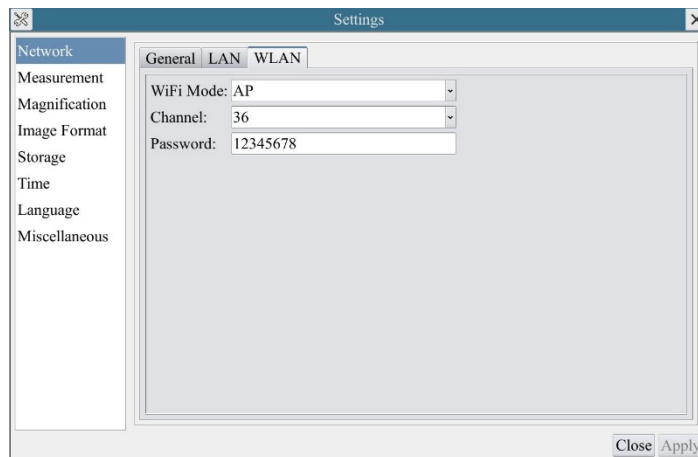 Settings
Network
Measurement
Magnification
Image Format
Storage
Time
Language
Miscellaneous
General LAN WLAN
WiFi Mode: AP
Channel: 36
Password: 12345678
Close Apply